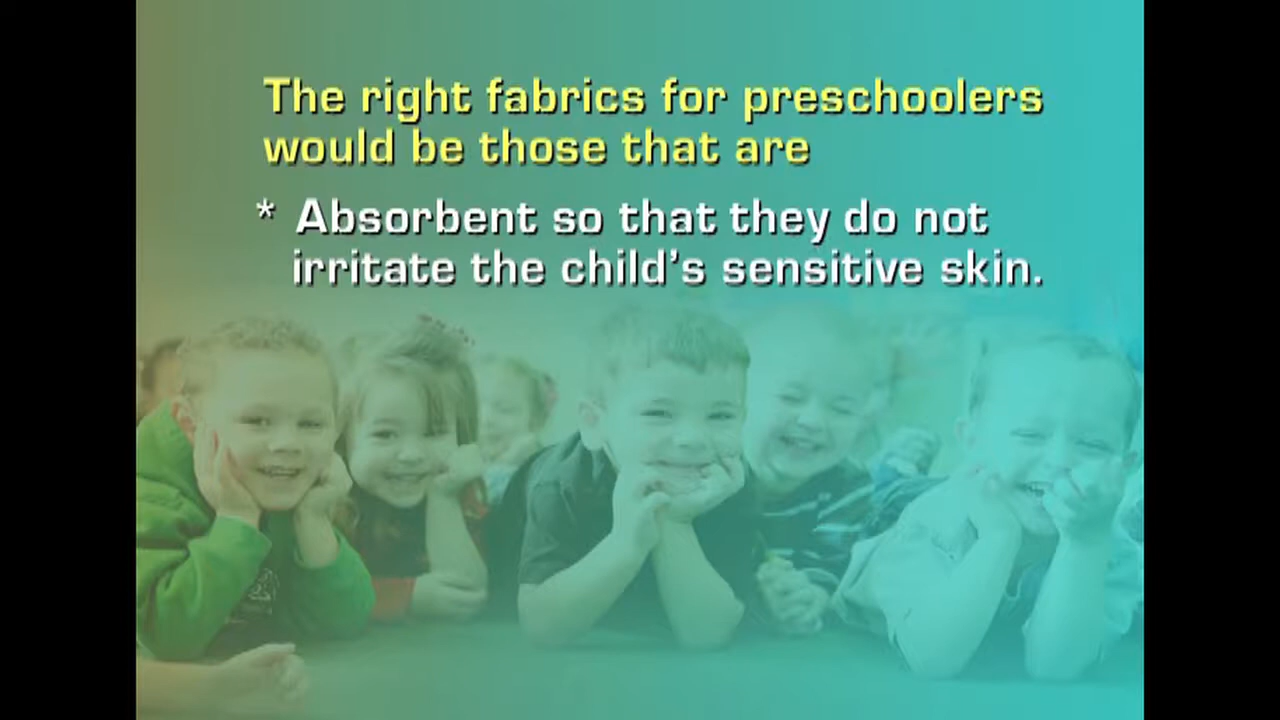 The right fabrics for preschoolers
would be those that are
* Absorbent so that they do not
irritate the child's sensitive skin.